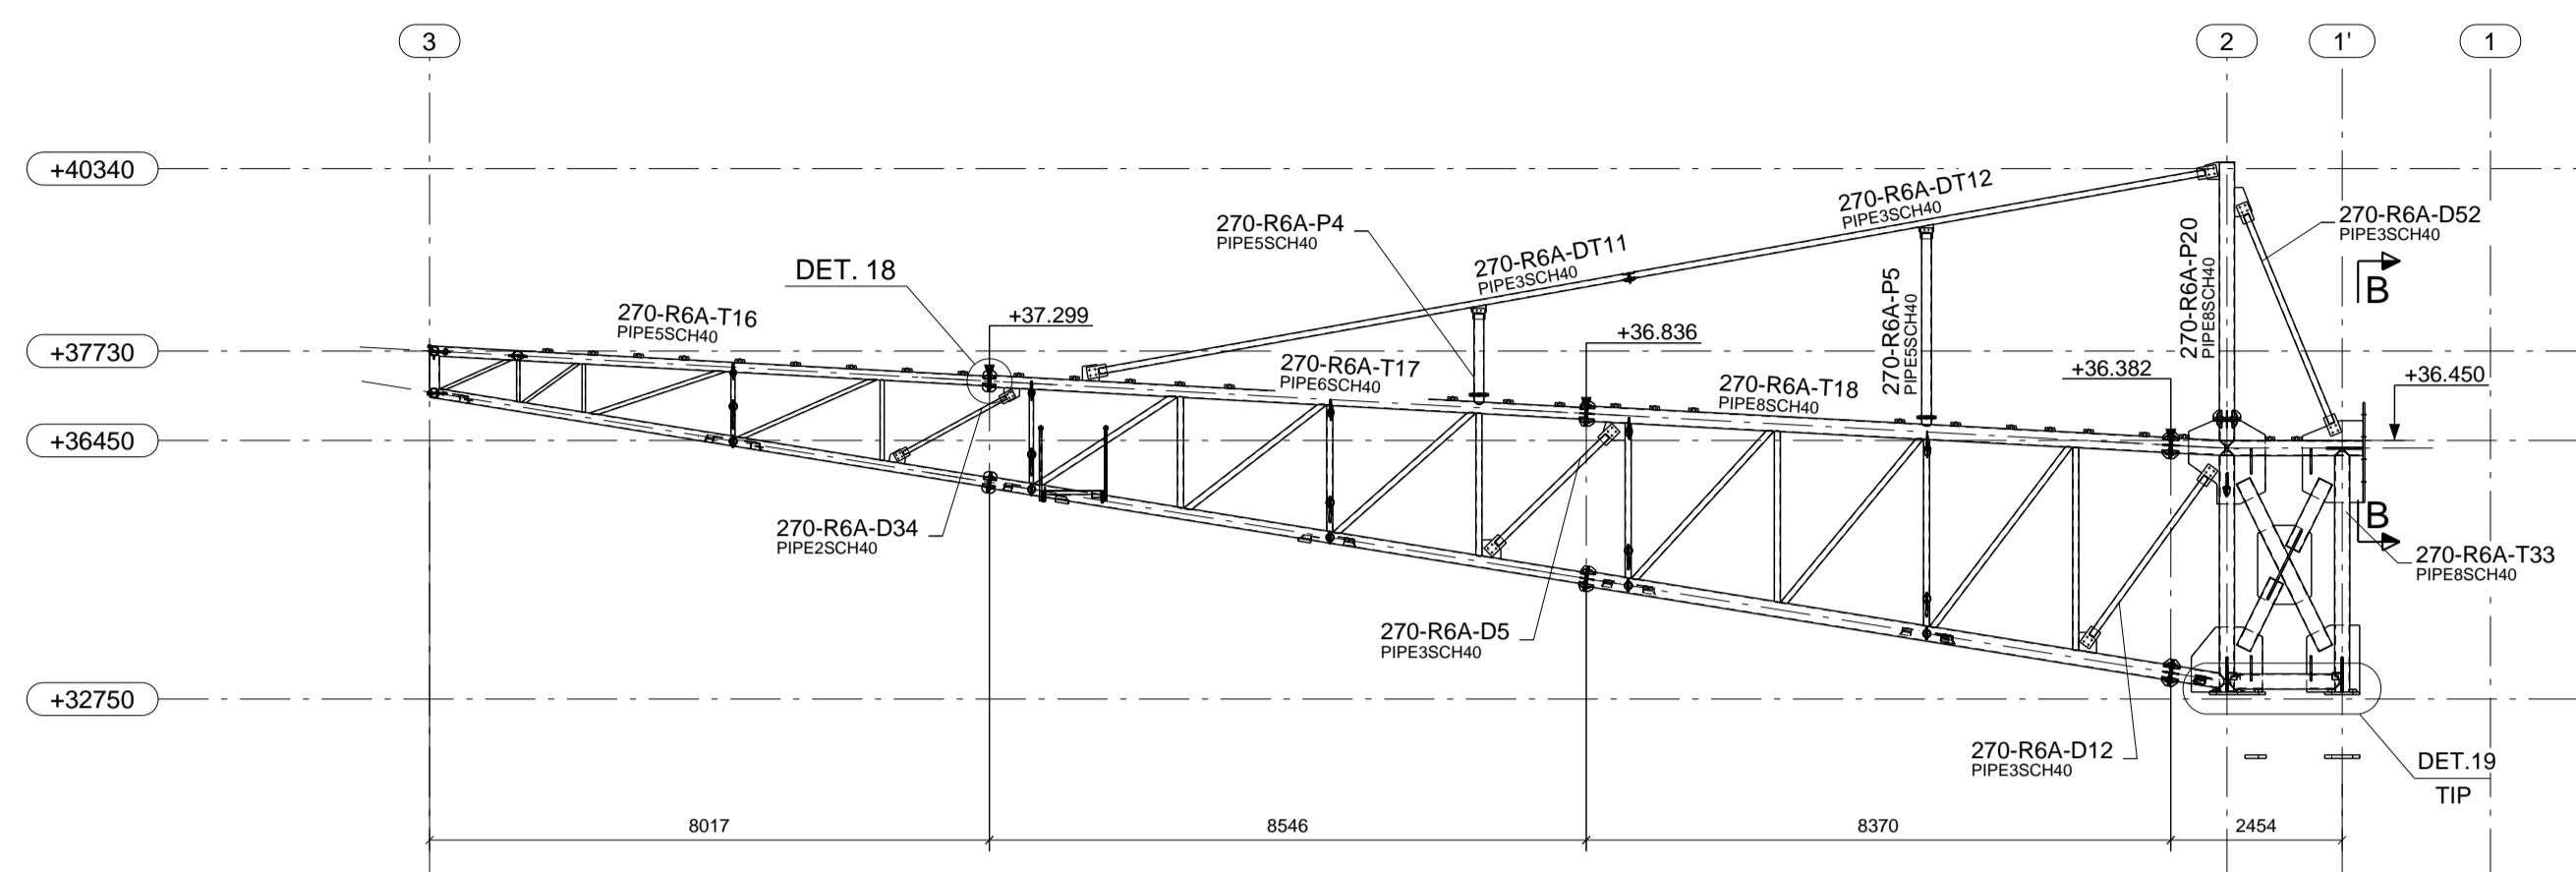 3
2
1'
1
+40340
270-R6A-DT12
PIPE3SCH40
270-R6A-P4
PIPE5SCH40
270-R6A-D52
PIPE3SCH40
270-R6A-P20
PIPE8SCH40
270-R6A-DT11
PIPE3SCH40
DET. 18
B
270-R6A-P5
PIPE5SCH40
270-R6A-T16
PIPE5SCH40
+37.299
+36.836
+37730
270-R6A-T17
PIPE6SCH40
+36.382
+36.450
270-R6A-T18
PIPE8SCH40
+36450
B
270-R6A-D34
PIPE2SCH40
270-R6A-T33
PIPE8SCH40
270-R6A-D5
PIPE3SCH40
+32750
270-R6A-D12
PIPE3SCH40
DET.19
TIP
8017
8546
8370
2454